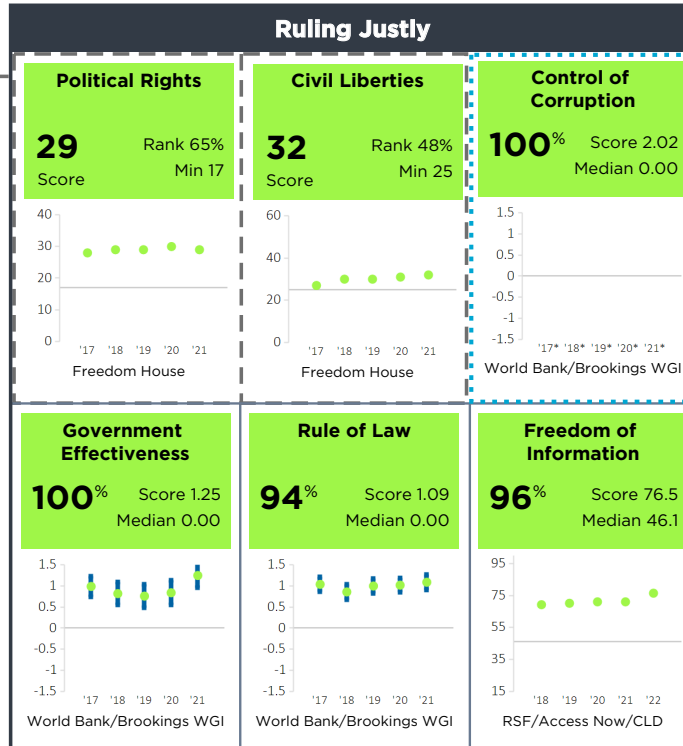 Ruling Justly
Political Rights
29
Score
Rank 65%
Min 17
40
30
20
10
0
'17 '18 '19 '20 '21
Freedom House
Civil Liberties
32
Score
Rank 48%
Min 25
60
40
20
0
'17 '18 '19 '20 '21
Freedom House
Control of
Corruption
100%
Score 2.02
Median 0.00
1.5
1
0.5
0
-0.5
-1
-1.5
'17* '18* '19* '20* '21*
World Bank/Brookings WGI
Government
Effectiveness
100%
Score 1.25
Median 0.00
1.5
1
0.5
0
-0.5
-1
-1.5
'17 '18 '19 '20 '21
World Bank/Brookings WGI
Rule of Law
94%
Score 1.09
Median 0.00
1.5
1
0.5
0
-0.5
-1
-1.5
'17 '18 '19 '20 '21
World Bank/Brookings WGI
Freedom of
Information
96%
Score 76.5
Median 46.1
95
75
55
35
15
'18 '19 '20 '21 '22
RSF/Access Now/CLD